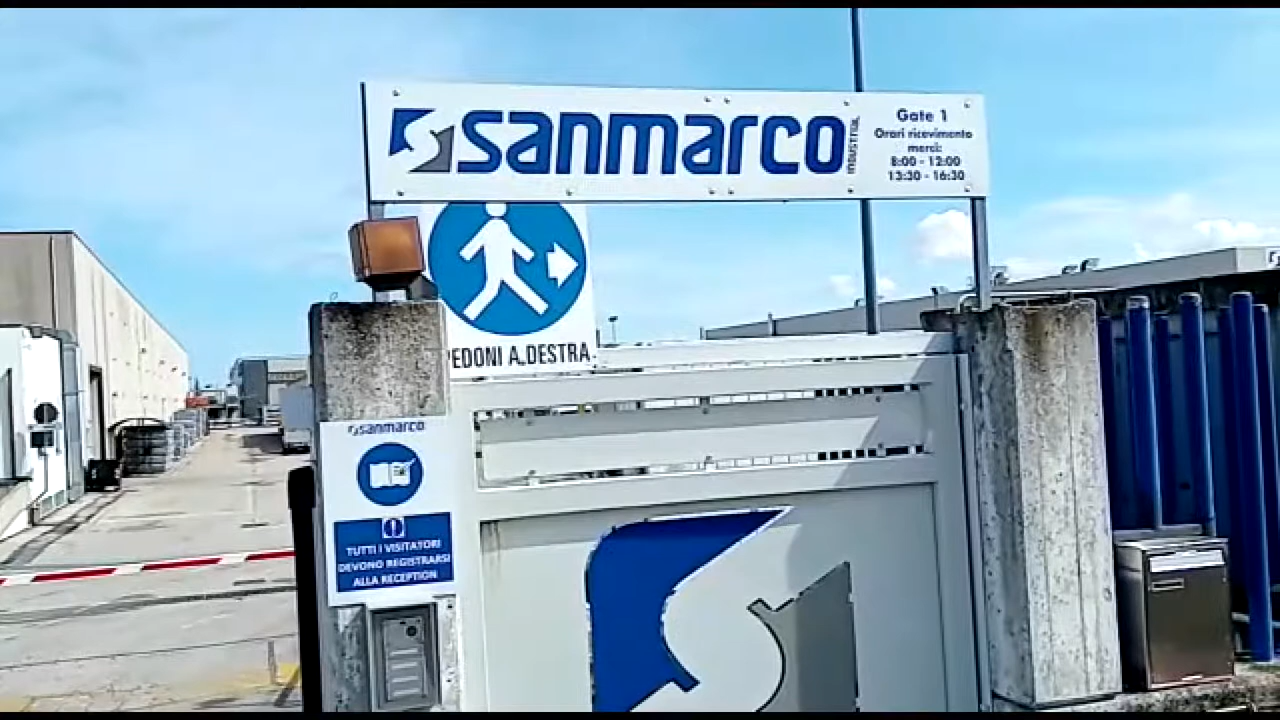 sanmarco
INDUSTRIAL
Gate 1
Orari ricevimento
merci:
8:00 - 12:00
13:30 - 16:30
PEDONI A DESTRA
sanmarco
TUTTI I VISITATORI
DEVONO REGISTRARSI
ALLA RECEPTION